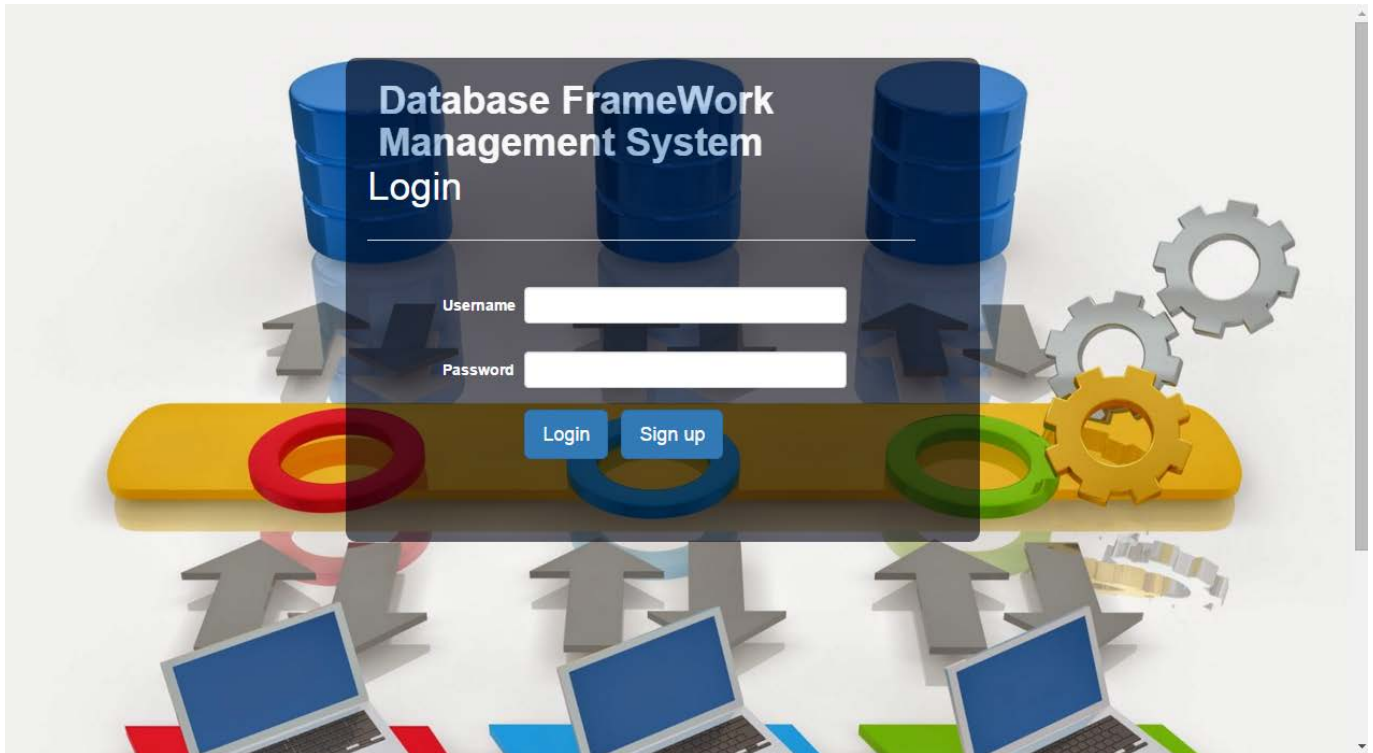 Database FrameWork
Management System
Login
Username
Password
Login Sign up